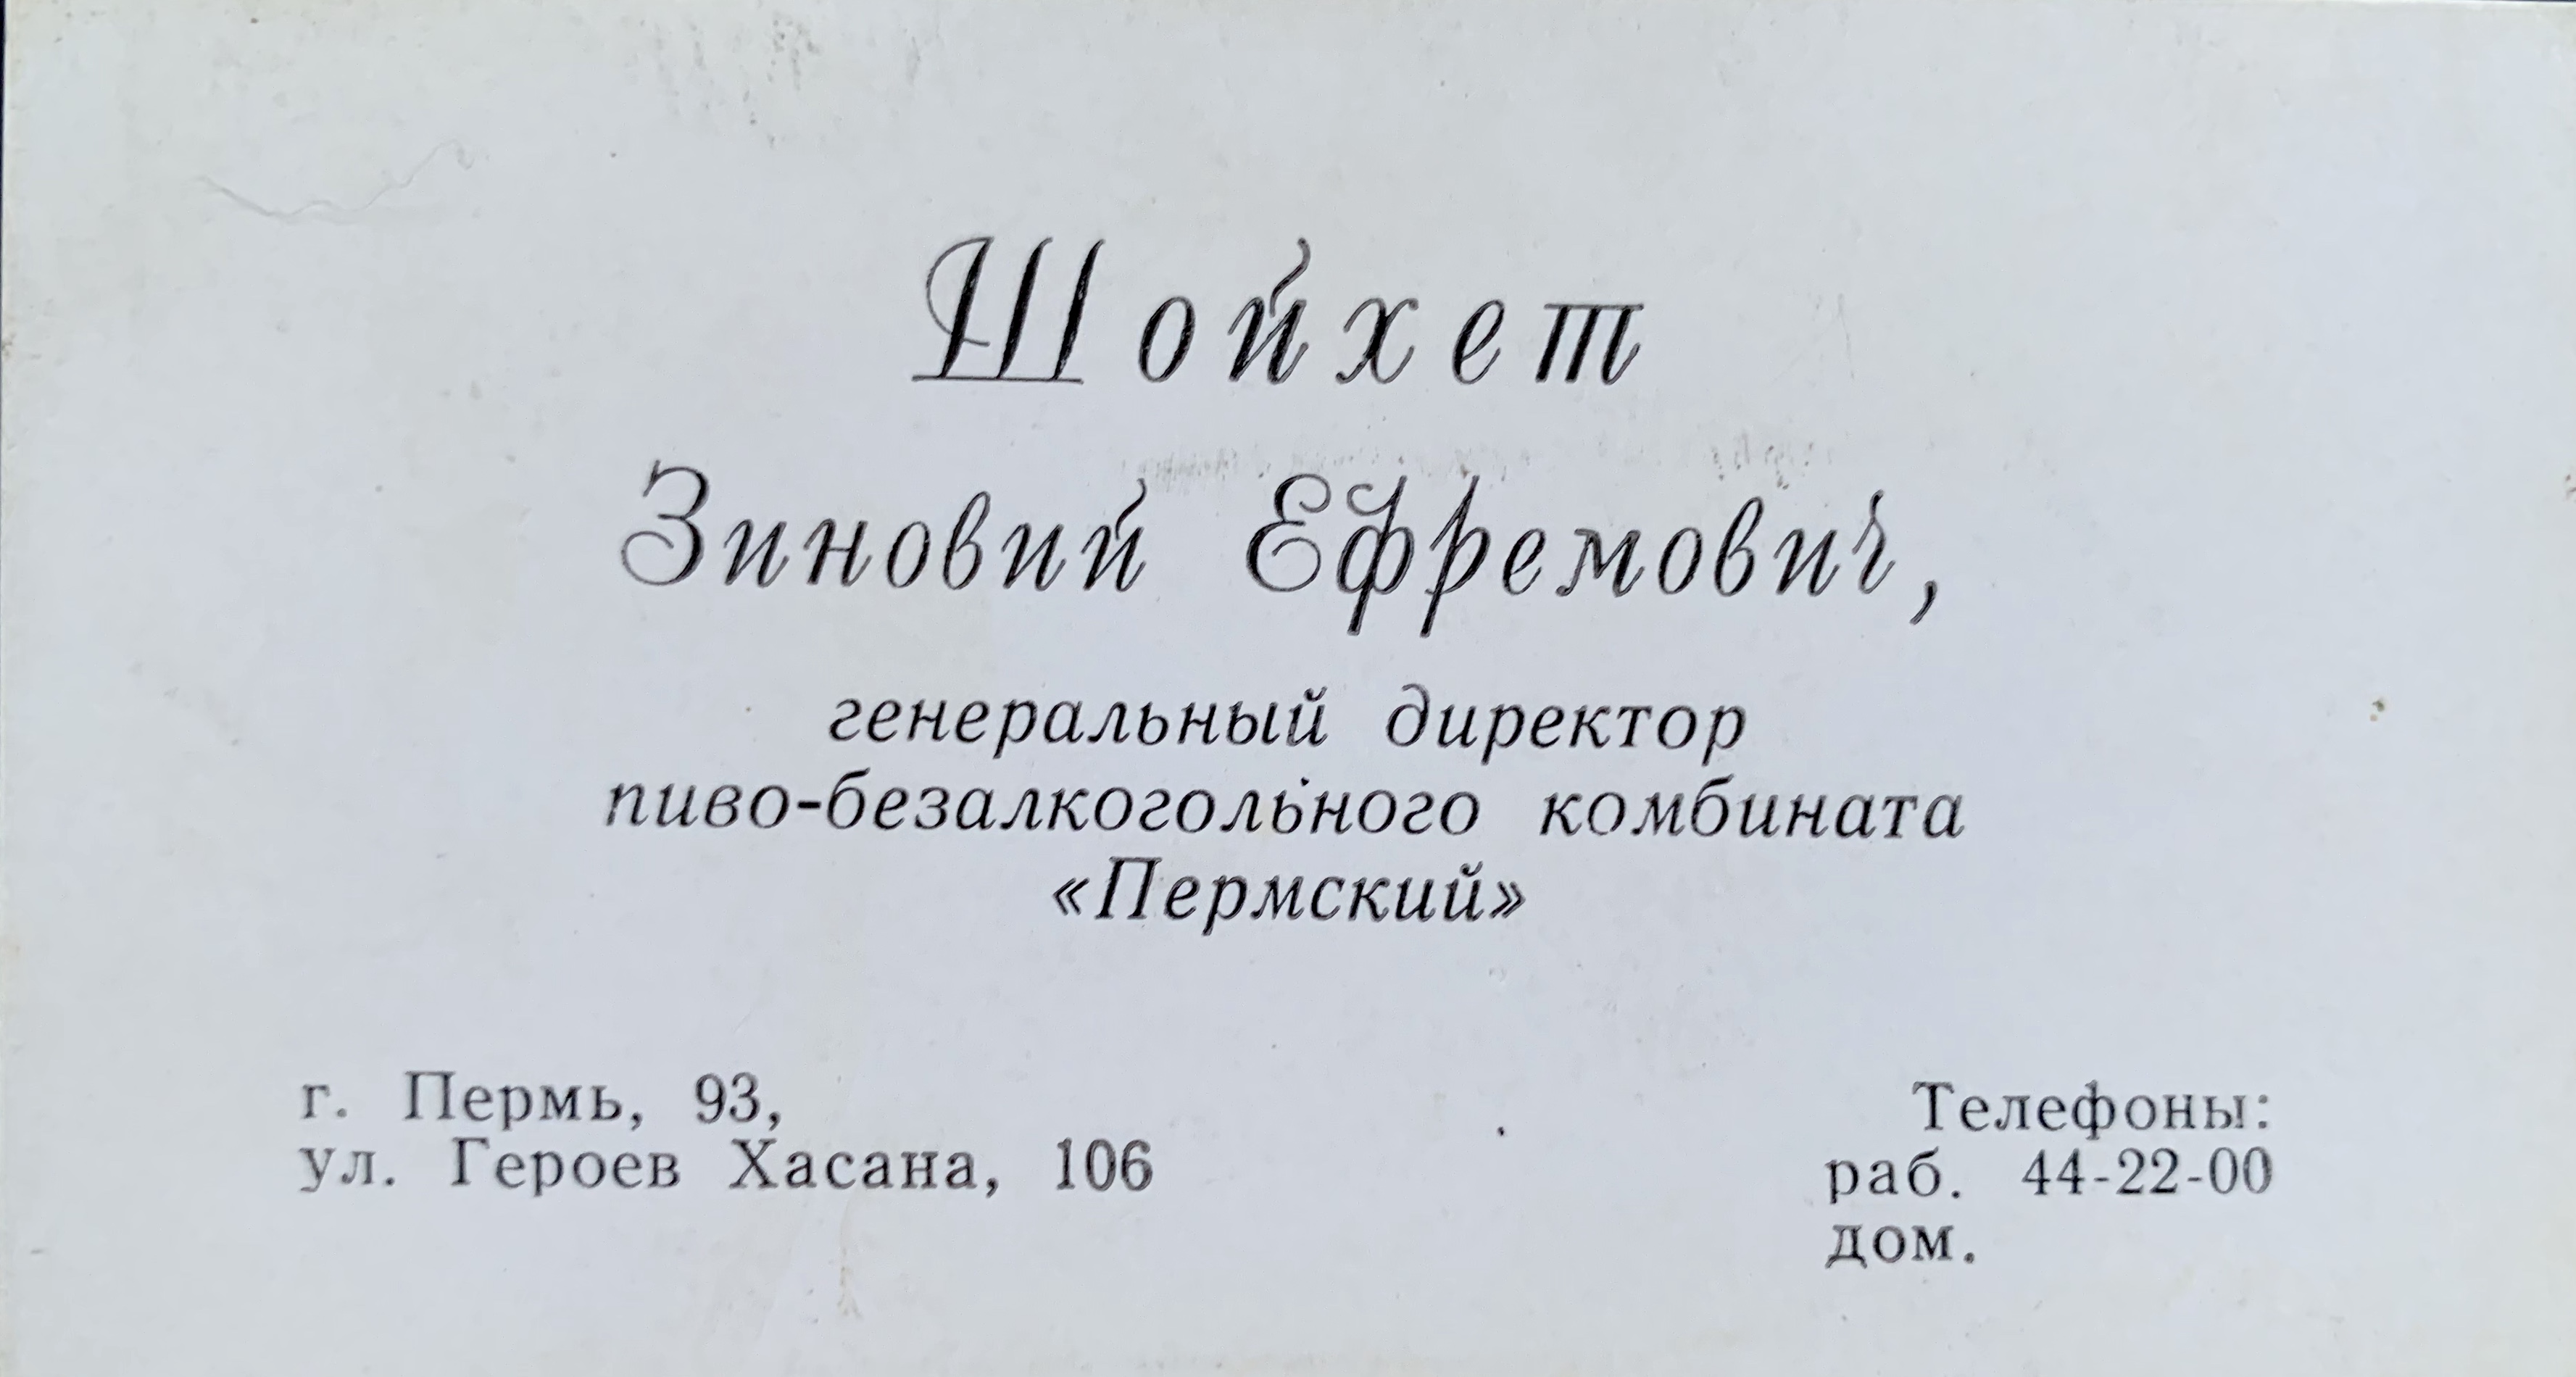 Шойхет
Зиновий Ефремович,
генеральный директор
пиво-безалкогольного комбината
«Пермский»
г. Пермь, 93,
ул. Героев Хасана, 106
Телефоны:
раб. 44-22-00
дом.